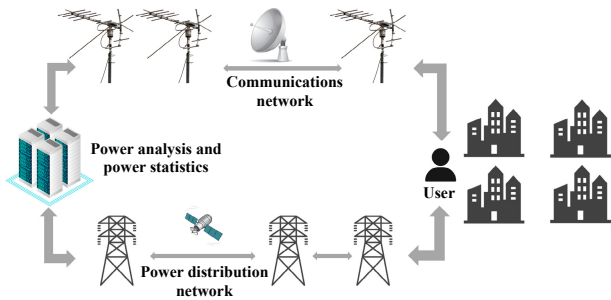 Communications
network
Power analysis and
power statistics
User
Power distribution
network